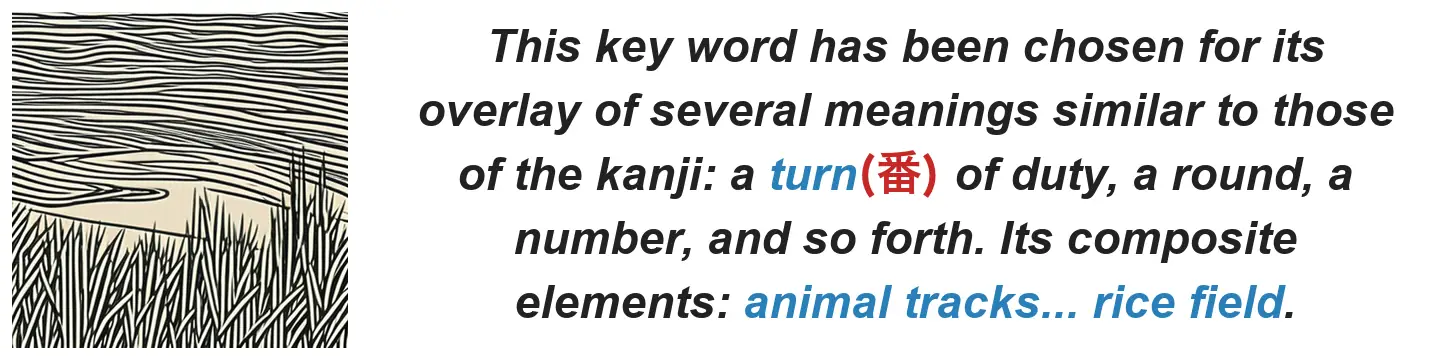 This key word has been chosen for its
overlay of several meanings similar to those
of the kanji: a turn(番) of duty, a round, a
number, and so forth. Its composite
elements: animal tracks... rice field.